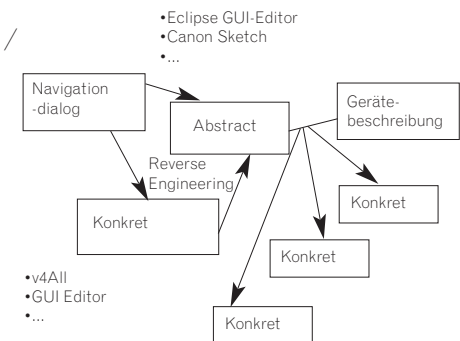 •Eclipse GUI-Editor
•Canon Sketch
•...
Navigation
-dialog
Abstract
Geräte-
beschreibung
Reverse
Engineering
Konkret
Konkret
Konkret
Konkret
•v4All
•GUI Editor
•...